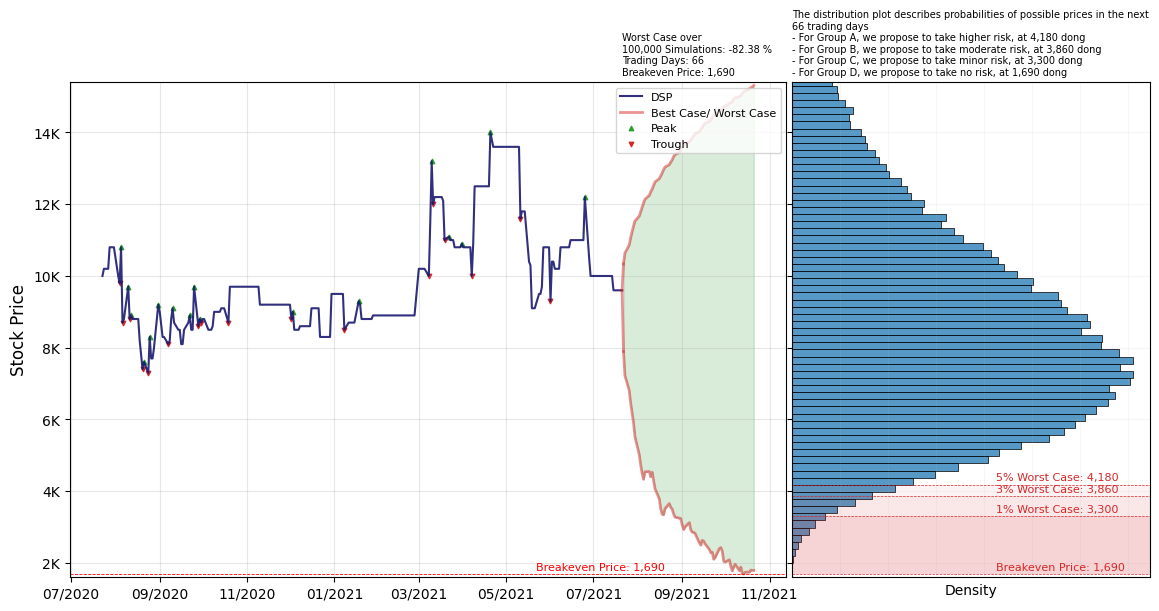 The distribution plot describes probabilities of possible prices in the next
66 trading days
- For Group A, we propose to take higher risk, at 4,180 dong
- For Group B, we propose to take moderate risk, at 3,860 dong
- For Group C, we propose to take minor risk, at 3,300 dong
- For Group D, we propose to take no risk, at 1,690 dong
Worst Case over
100,000 Simulations: -82.38 %
Trading Days: 66
Breakeven Price: 1,690
DSP
Best Case/ Worst Case
Peak
Trough
Stock Price
14K
12K
10K
8K
6K
4K
2K
5% Worst Case: 4,180
3% Worst Case: 3,860
1% Worst Case: 3,300
Breakeven Price: 1,690
Breakeven Price: 1,690
07/2020
09/2020
11/2020
01/2021
3/2021
05/2021
07/2021
09/2021
11/2021
Density